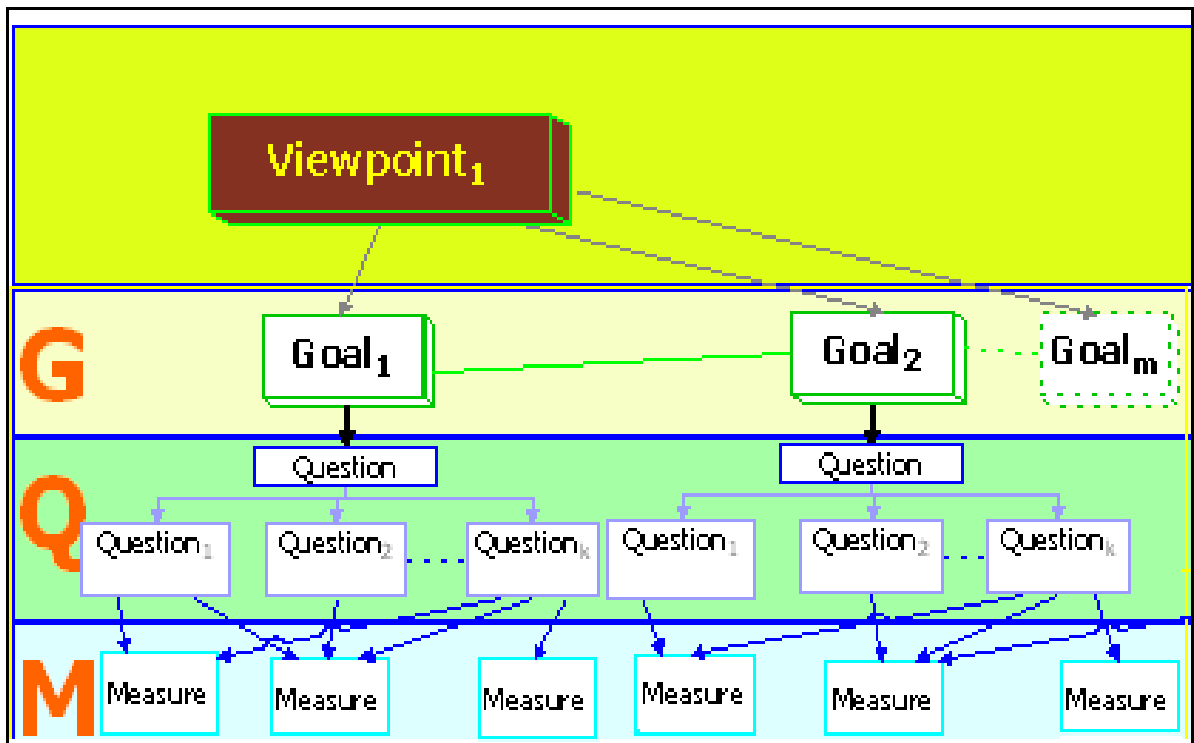 Viewpoint₁
G
Goal₁
Goal₂
Goalₘ
Q
Question
Question
Question₁
Question₂
Questionₖ
Question₁
Question₂
Questionₖ
M
Measure
Measure
Measure
Measure
Measure
Measure